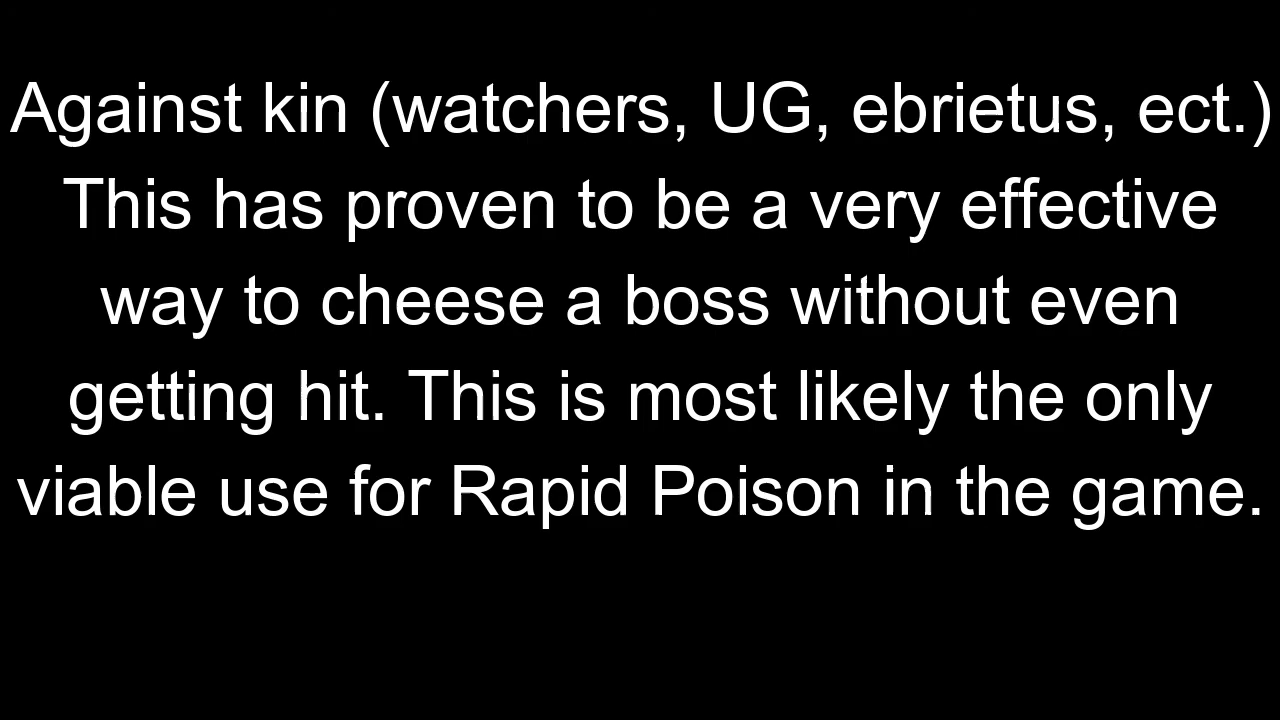 Against kin (watchers, UG, ebrietus, ect.)
This has proven to be a very effective
way to cheese a boss without even
getting hit. This is most likely the only
viable use for Rapid Poison in the game.